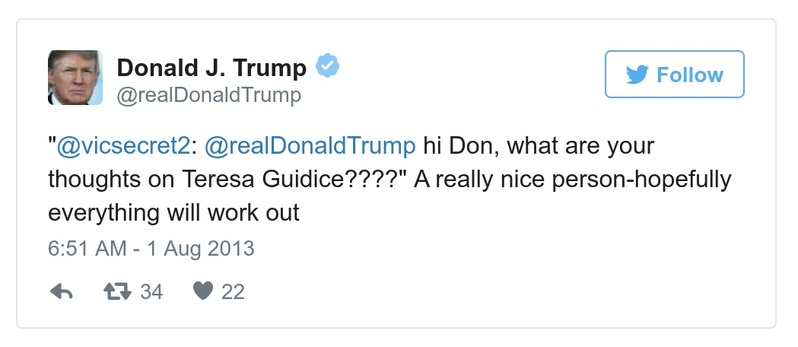 Donald J. Trump
@realDonaldTrump
Follow
"@vicsecret2: @realDonaldTrump hi Don, what are your
thoughts on Teresa Guidice????" A really nice person-hopefully
everything will work out
6:51 AM - 1 Aug 2013
34 22